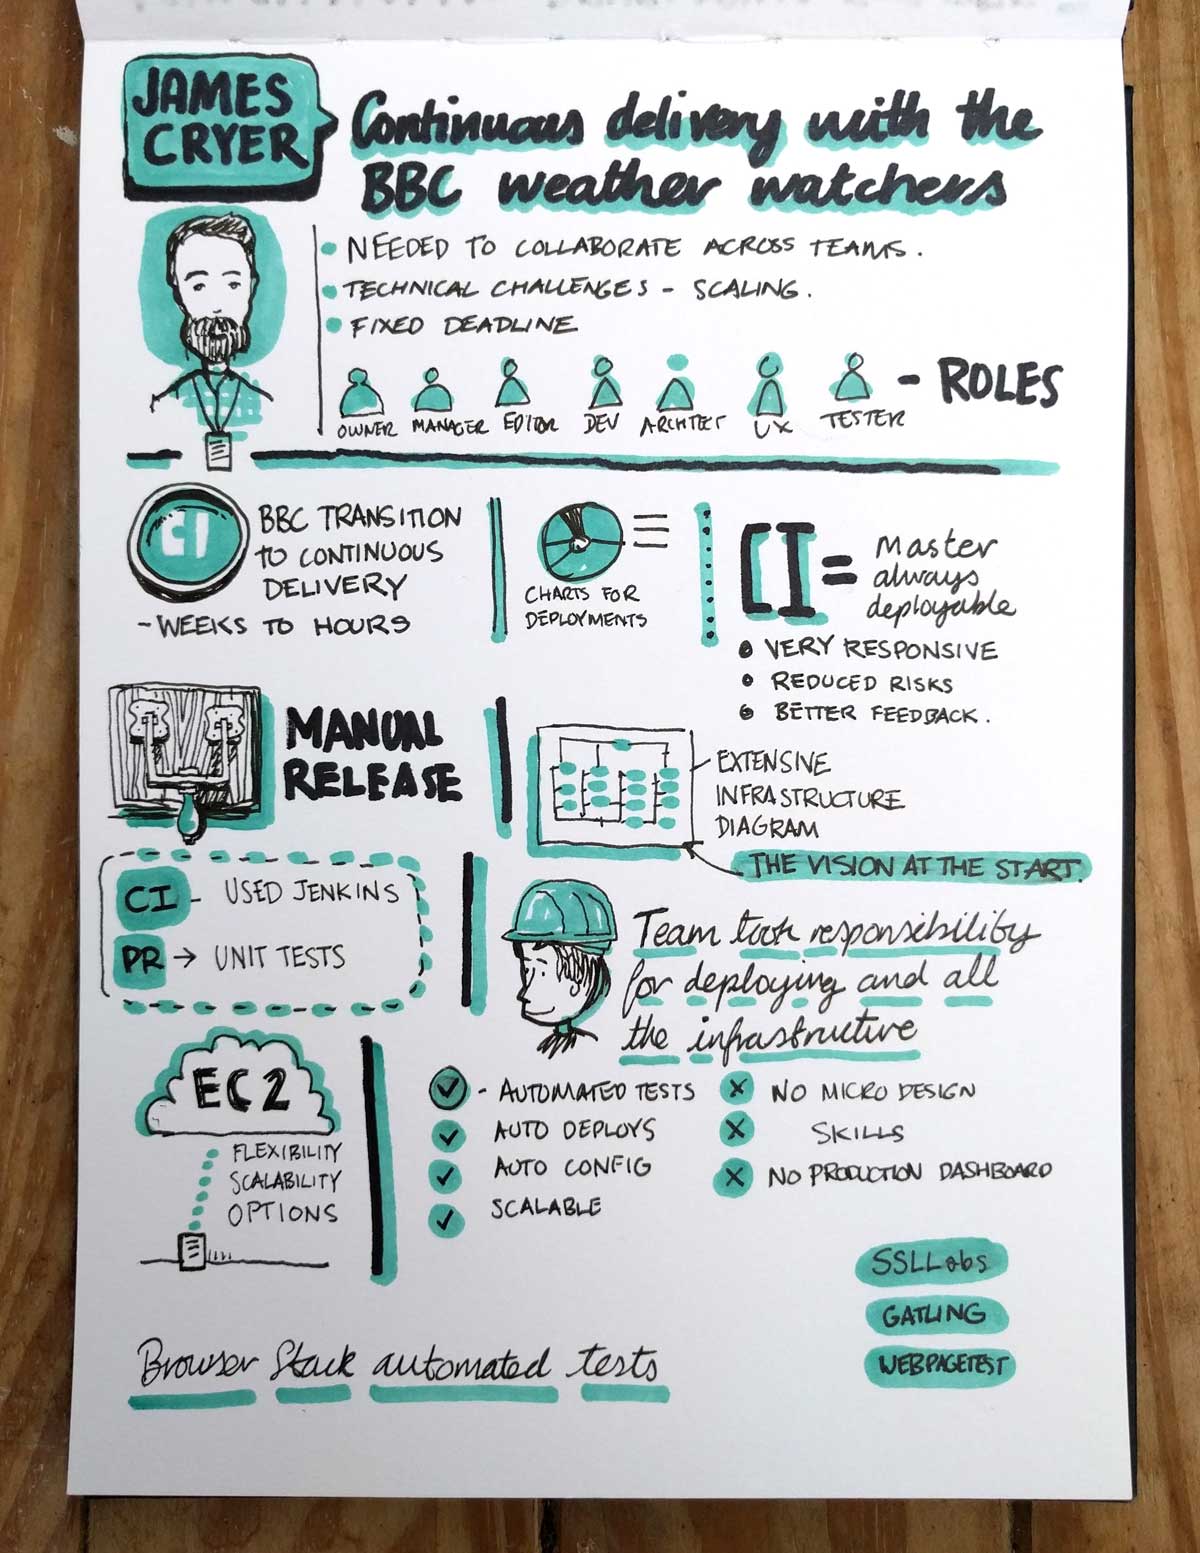 JAMES
CRYER
Continuous delivery with the
BBC weather watchers
NEEDED TO COLLABORATE ACROSS TEAMS.
TECHNICAL CHALLENGES - SCALING.
FIXED DEADLINE
OWNER MANAGER EDITOR DEV ARCHITECT UX TESTER
- ROLES
CI
BBC TRANSITION
TO CONTINUOUS
DELIVERY
- WEEKS TO HOURS
CHARTS FOR
DEPLOYMENTS
CI = Master
always
deployable
VERY RESPONSIVE
REDUCED RISKS
BETTER FEEDBACK.
MANUAL
RELEASE
EXTENSIVE
INFRASTRUCTURE
DIAGRAM
THE VISION AT THE START.
CI - USED JENKINS
PR → UNIT TESTS
Team took responsibility
for deploying and all
the infrastructure
EC2
FLEXIBILITY
SCALABILITY
OPTIONS
- AUTOMATED TESTS
AUTO DEPLOYS
AUTO CONFIG
SCALABLE
NO MICRO DESIGN
SKILLS
NO PRODUCTION DASHBOARD
SSLLabs
GATLING
WEBPAGETEST
Browser Stack automated tests